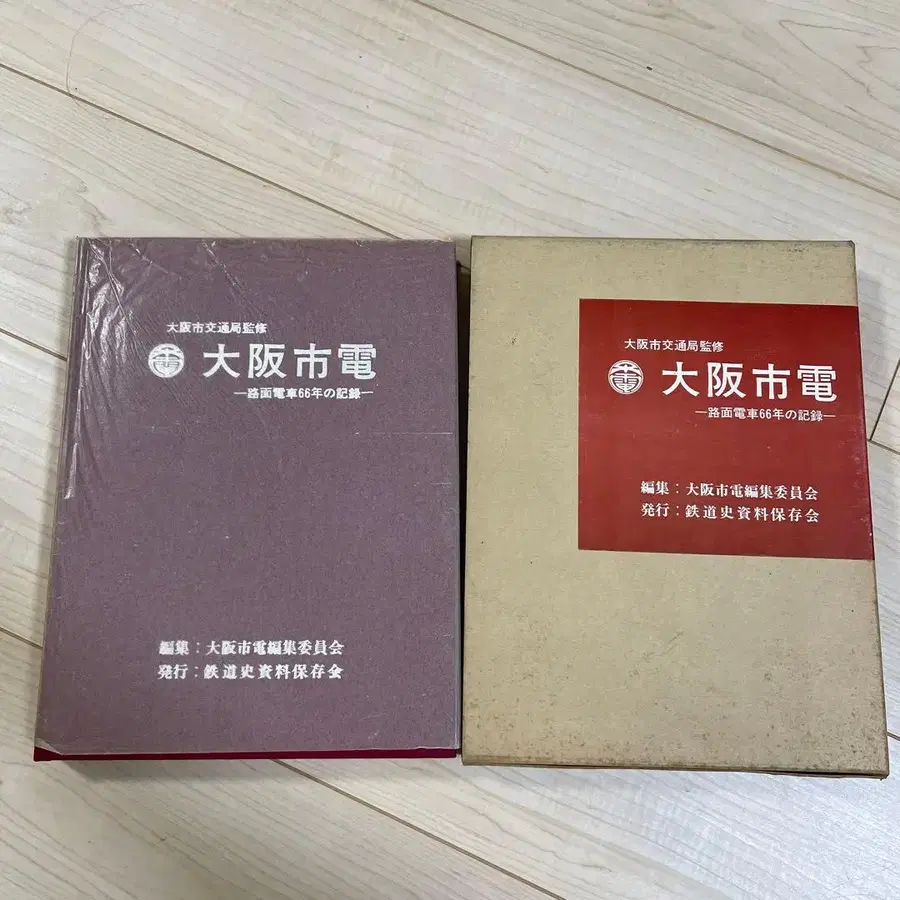 大阪市交通局監修
大阪市電
―路面電車66年の記録―
編集：大阪市電編集委員会
発行：鉄道史資料保存会
大阪市交通局監修
大阪市電
―路面電車66年の記録―
編集：大阪市電編集委員会
発行：鉄道史資料保存会